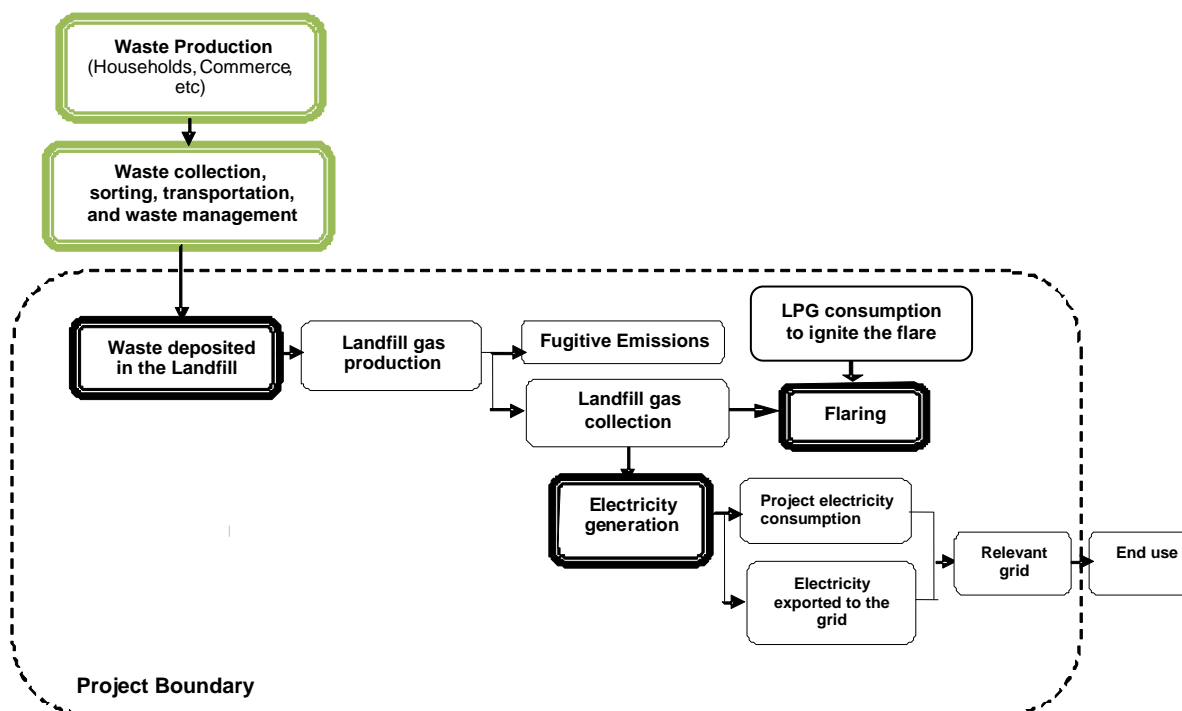 Waste Production
(Households, Commerce,
etc)
Waste collection,
sorting, transportation,
and waste management
LPG consumption
to ignite the flare
Waste deposited
in the Landfill
Landfill gas
production
Fugitive Emissions
Landfill gas
collection
Flaring
Electricity
generation
Project electricity
consumption
Electricity
exported to the
grid
Relevant
grid
End use
Project Boundary